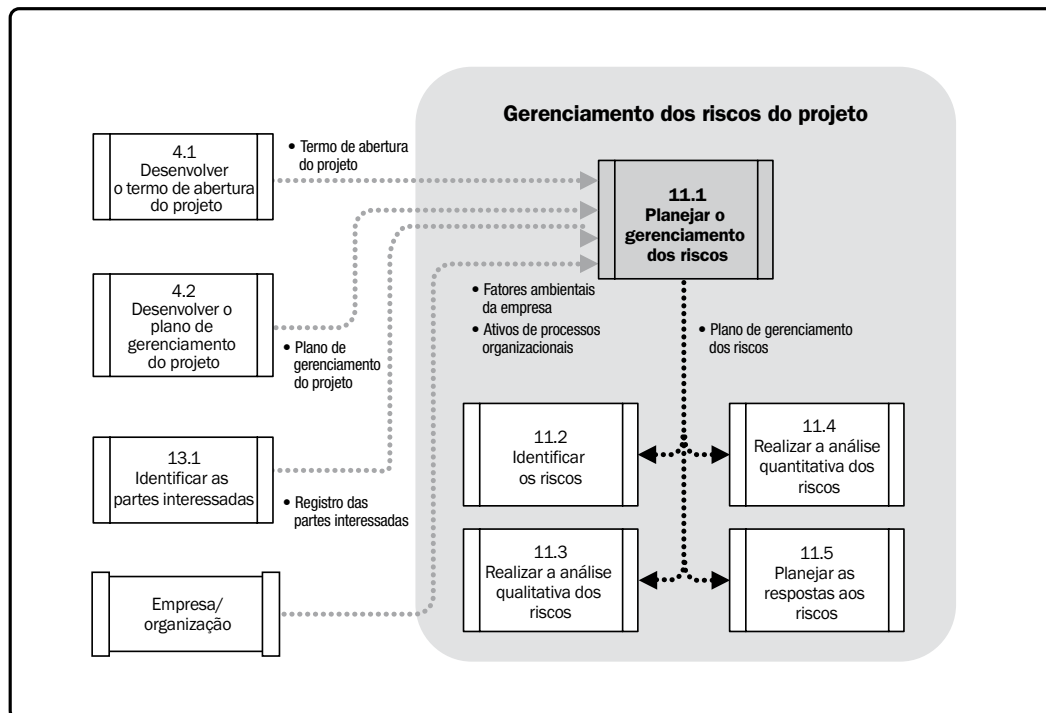 Gerenciamento dos riscos do projeto
4.1
Desenvolver
o termo de abertura
do projeto
• Termo de abertura
do projeto
11.1
Planejar o
gerenciamento
dos riscos
4.2
Desenvolver o
plano de
gerenciamento
do projeto
• Plano de
gerenciamento
do projeto
• Fatores ambientais
da empresa
• Ativos de processos
organizacionais
• Plano de gerenciamento
dos riscos
13.1
Identificar as
partes interessadas
• Registro das
partes interessadas
11.2
Identificar
os riscos
11.4
Realizar a análise
quantitativa dos
riscos
11.3
Realizar a análise
qualitativa dos
riscos
11.5
Planejar as
respostas aos
riscos
Empresa/
organização